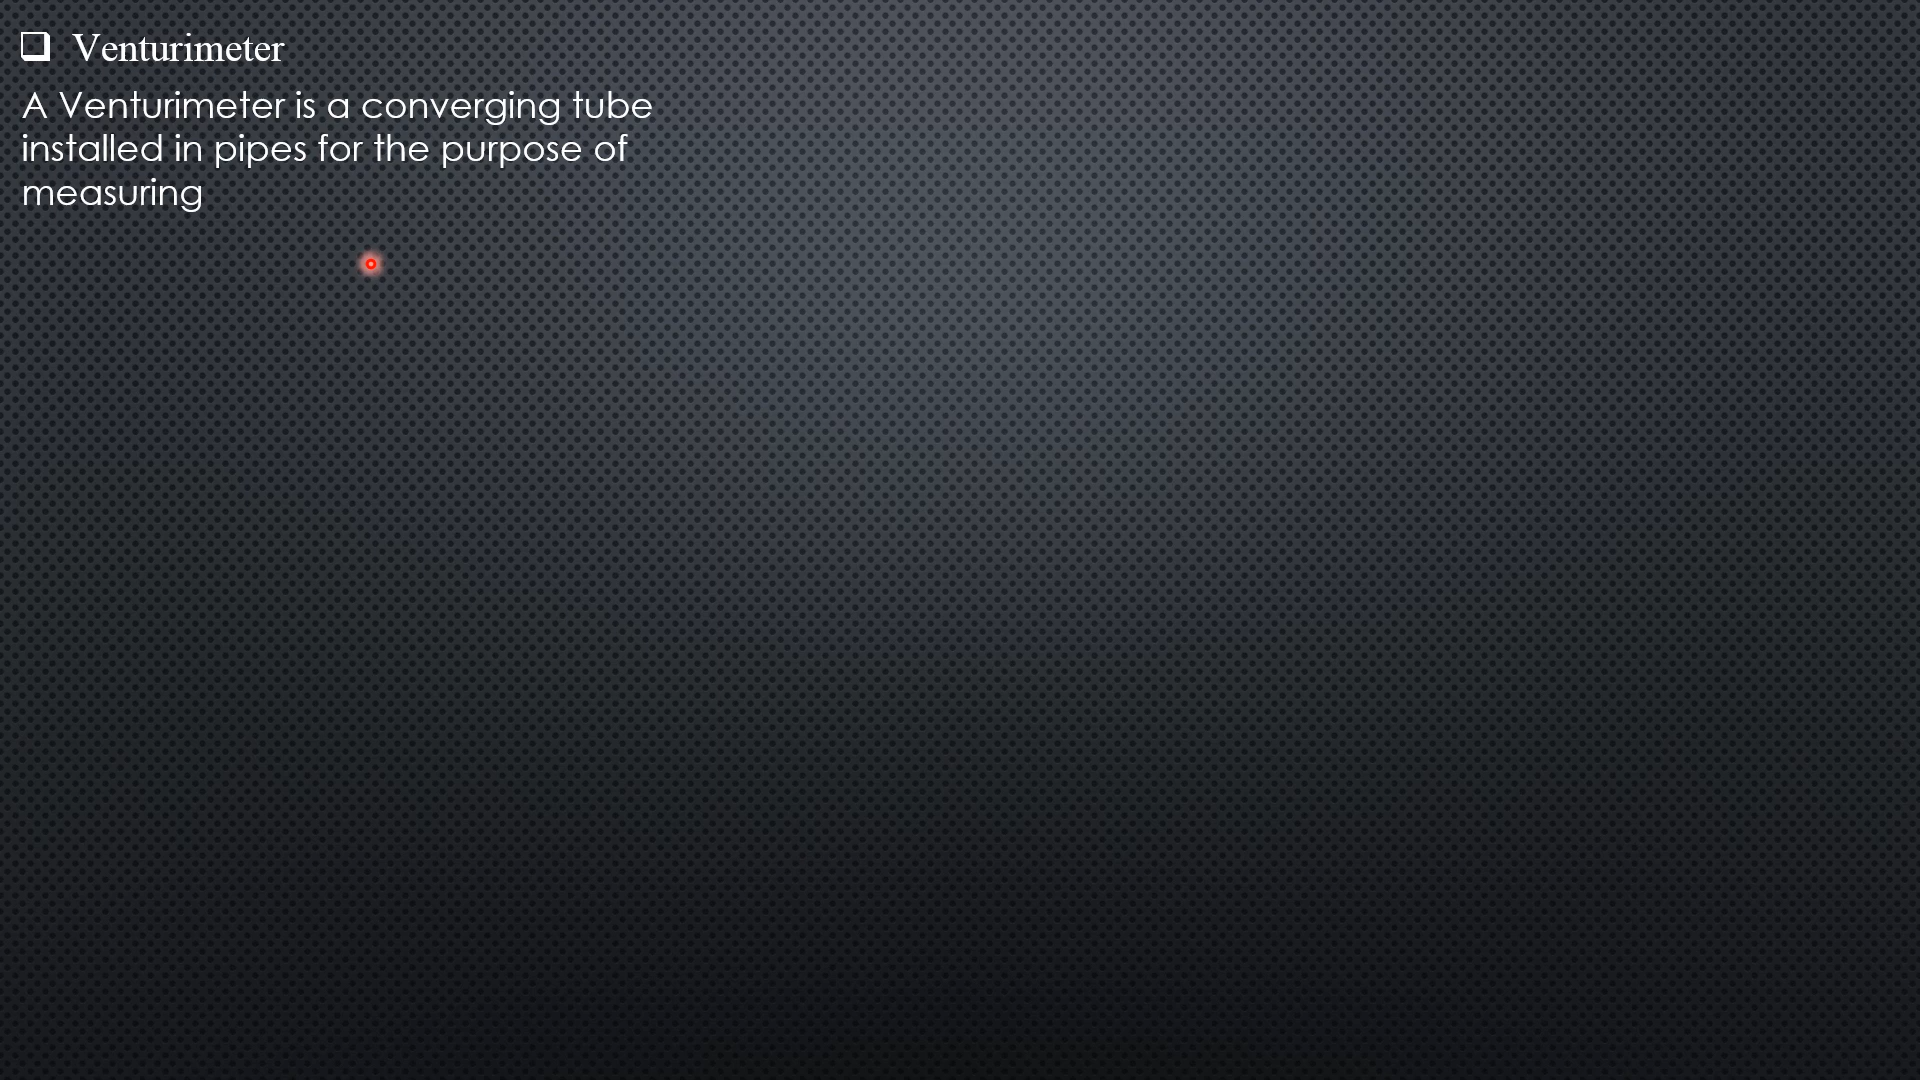 ❑ Venturimeter
A Venturimeter is a converging tube
installed in pipes for the purpose of
measuring